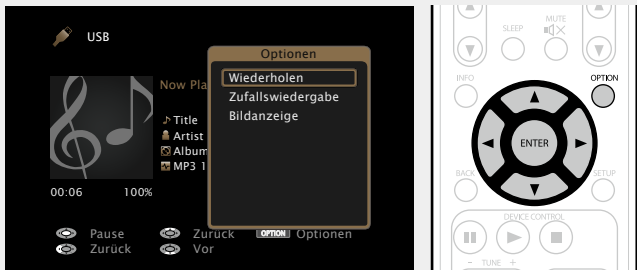 USB
Optionen
Wiederholen
Zufallswiedergabe
Bildanzeige
Now Pla
Title
Artist
Album
MP3 1
00:06 100%
Pause Zurück OPTION Optionen
Zurück Vor
SLEEP MUTE
INFO OPTION
ENTER
BACK SETUP
DEVICE CONTROL
- TUNE +